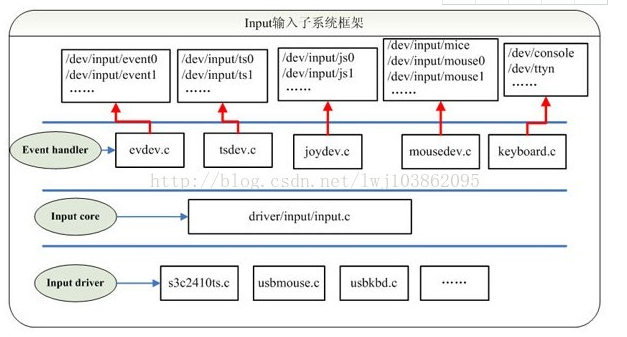 Input输入子系统框架
/dev/input/event0
/dev/input/event1
……
/dev/input/ts0
/dev/input/ts1
……
/dev/input/js0
/dev/input/js1
……
/dev/input/mice
/dev/input/mouse0
/dev/input/mouse1
……
/dev/console
/dev/ttyn
……
Event handler
evdev.c
tsdev.c
joydev.c
mousedev.c
keyboard.c
http://blog.csdn.net/lwj103862095
Input core
driver/input/input.c
Input driver
s3c2410ts.c
usbmouse.c
usbkbd.c
……